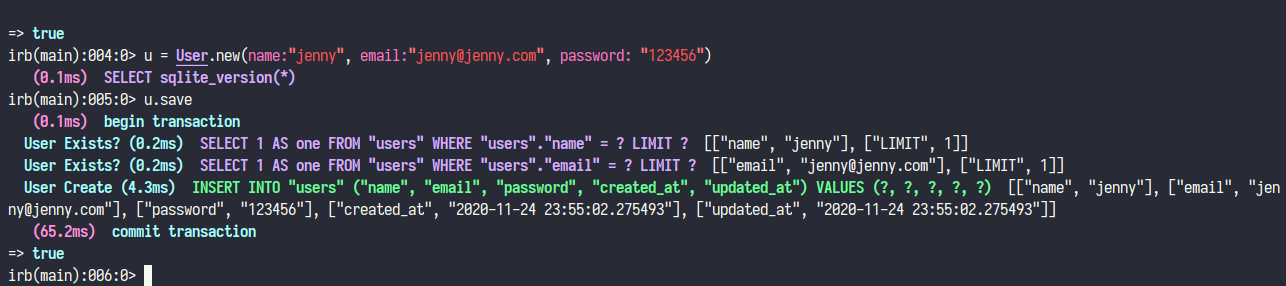 => true
irb(main):004:0> u = User.new(name:"jenny", email:"jenny@jenny.com", password: "123456")
(0.1ms)  SELECT sqlite_version(*)
irb(main):005:0> u.save
(0.1ms)  begin transaction
User Exists? (0.2ms)  SELECT 1 AS one FROM "users" WHERE "users"."name" = ? LIMIT ?  [["name", "jenny"], ["LIMIT", 1]]
User Exists? (0.2ms)  SELECT 1 AS one FROM "users" WHERE "users"."email" = ? LIMIT ?  [["email", "jenny@jenny.com"], ["LIMIT", 1]]
User Create (4.3ms)  INSERT INTO "users" ("name", "email", "password", "created_at", "updated_at") VALUES (?, ?, ?, ?, ?)  [["name", "jenny"], ["email", "jen
ny@jenny.com"], ["password", "123456"], ["created_at", "2020-11-24 23:55:02.275493"], ["updated_at", "2020-11-24 23:55:02.275493"]]
(65.2ms)  commit transaction
=> true
irb(main):006:0>